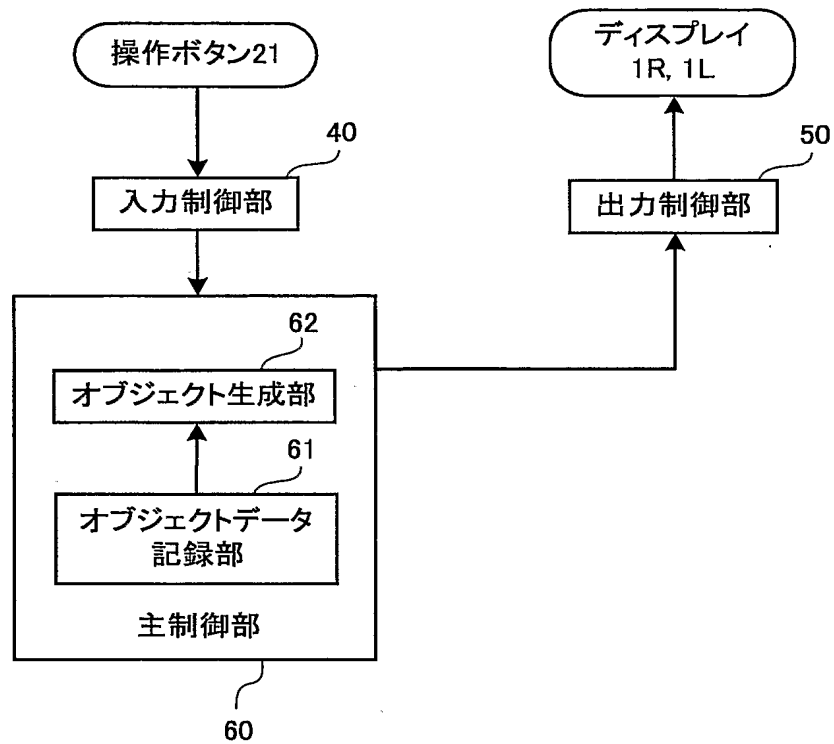 操作ボタン21
ディスプレイ
1R, 1L
40
入力制御部
50
出力制御部
62
オブジェクト生成部
61
オブジェクトデータ
記録部
主制御部
60